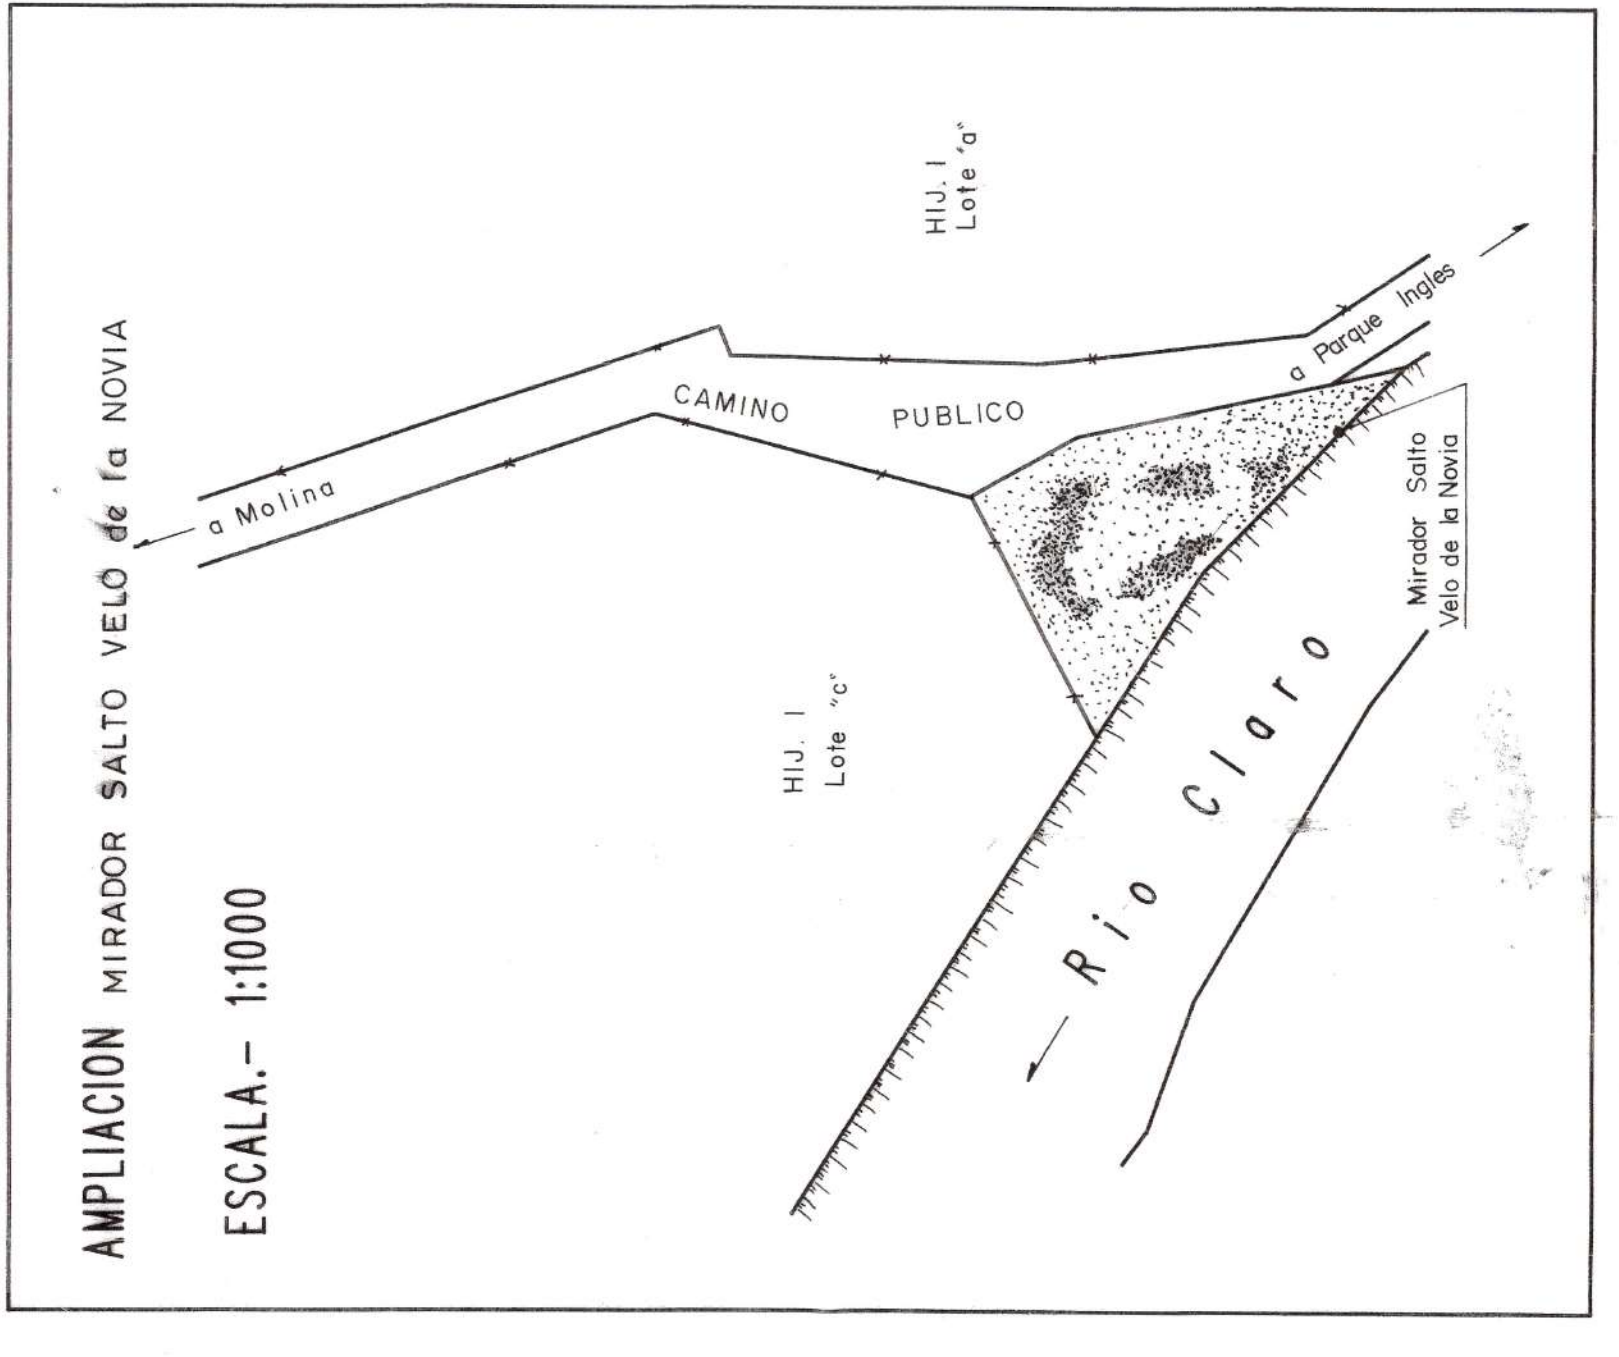 AMPLIACION MIRADOR SALTO VELO de la NOVIA
ESCALA.- 1:1000
a Molina
CAMINO PUBLICO
HIJ. I
Lote "a"
HIJ. I
Lote "c"
a Parque Ingles
Mirador Salto
Velo de la Novia
Rio Claro